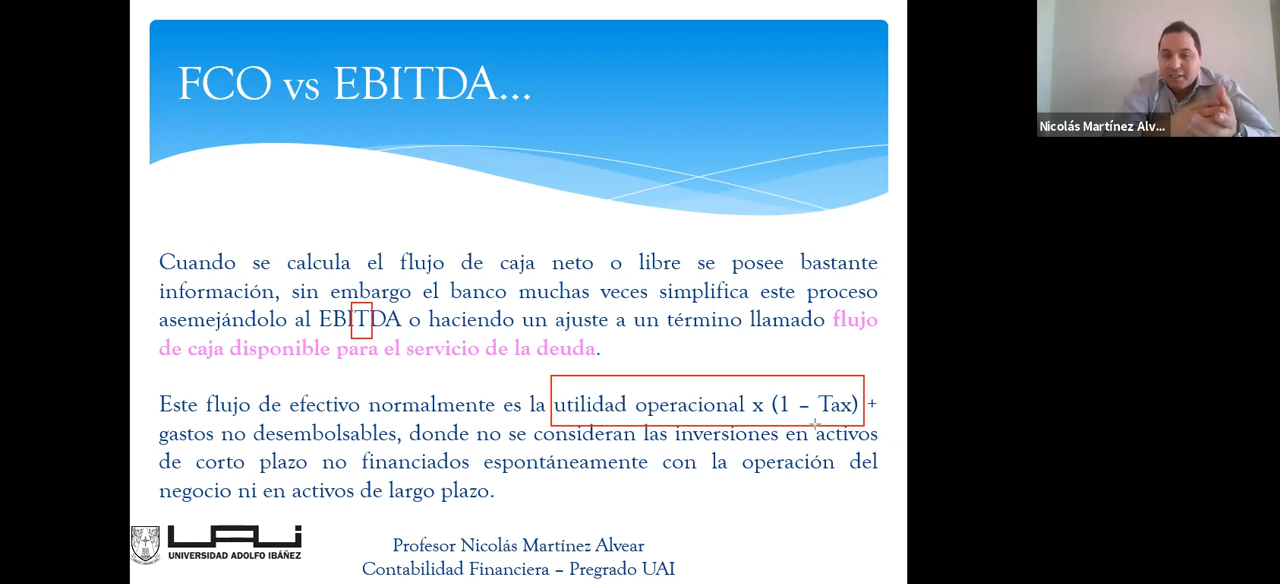 FCO vs EBITDA...
Nicolás Martínez Alv...
Cuando se calcula el flujo de caja neto o libre se posee bastante
información, sin embargo el banco muchas veces simplifica este proceso
asemejándolo al EBITDA o haciendo un ajuste a un término llamado flujo
de caja disponible para el servicio de la deuda.
Este flujo de efectivo normalmente es la utilidad operacional x (1 – Tax) +
gastos no desembolsables, donde no se consideran las inversiones en activos
de corto plazo no financiados espontáneamente con la operación del
negocio ni en activos de largo plazo.
UAI
UNIVERSIDAD ADOLFO IBÁÑEZ
Profesor Nicolás Martínez Alvear
Contabilidad Financiera – Pregrado UAI